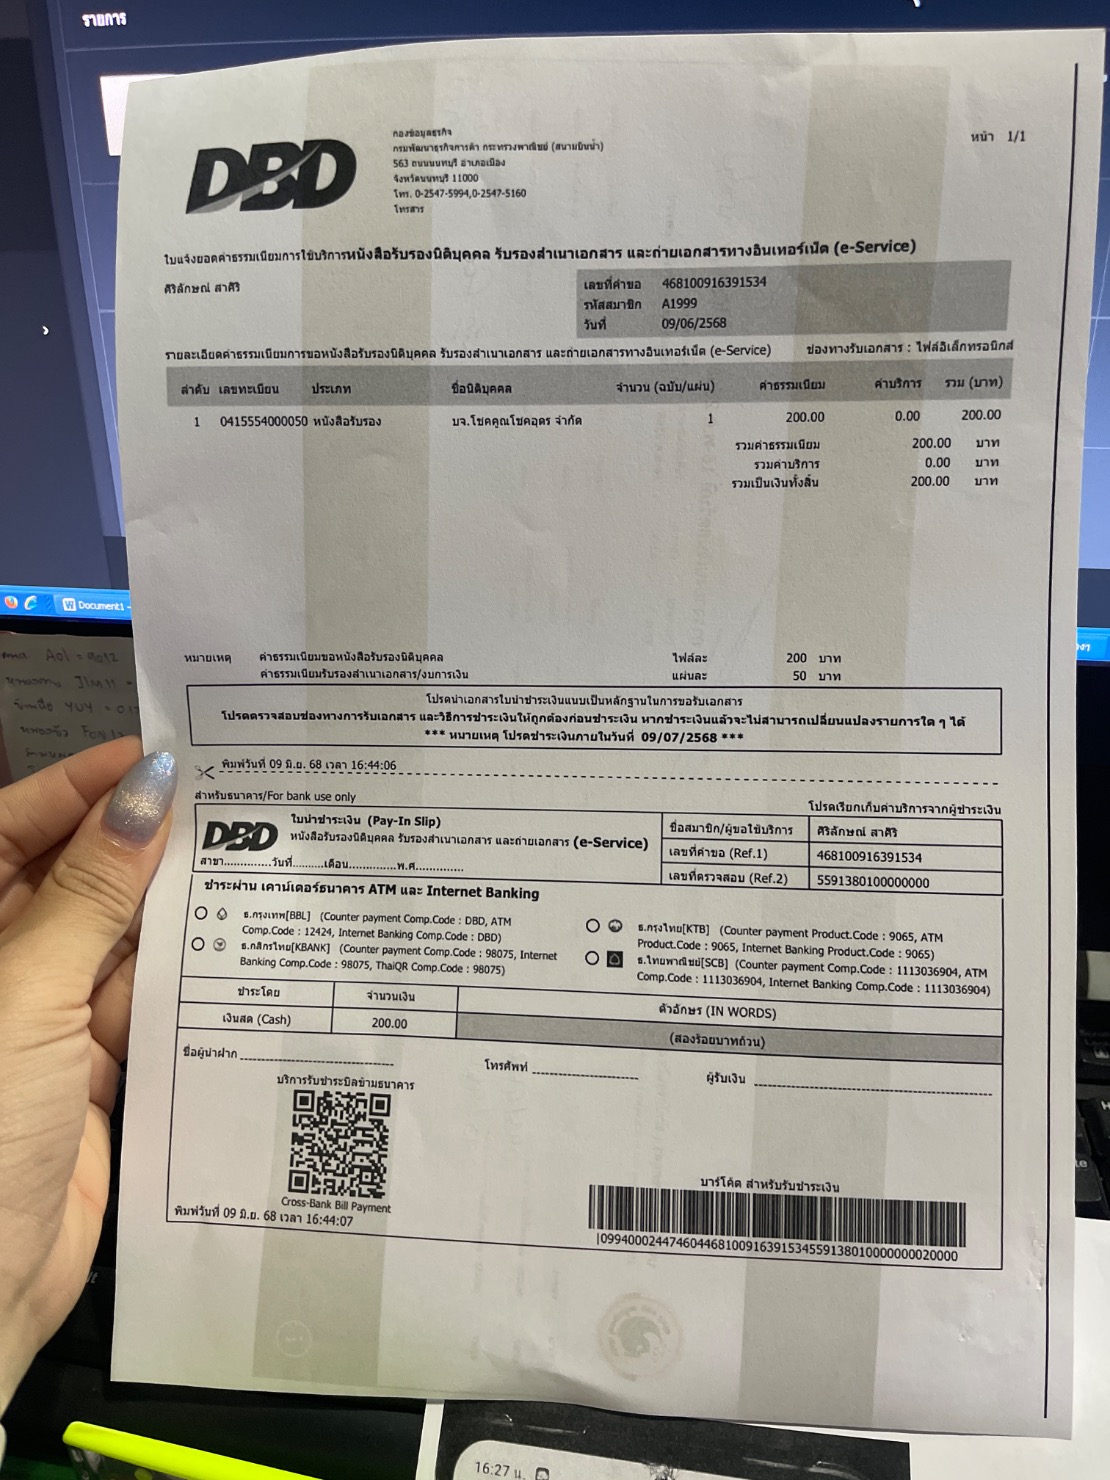 รายการ
DBD
กองข้อมูลธุรกิจ
กรมพัฒนาธุรกิจการค้า กระทรวงพาณิชย์ (สนามบินน้ำ)
563 ถนนนนทบุรี อำเภอเมือง
จังหวัดนนทบุรี 11000
โทร. 0-2547-5994,0-2547-5160
โทรสาร
หน้า 1/1
ใบแจ้งยอดค่าธรรมเนียมการใช้บริการหนังสือรับรองนิติบุคคล รับรองสำเนาเอกสาร และถ่ายเอกสารทางอินเทอร์เน็ต (e-Service)
ศิริลักษณ์ สาศิริ
เลขที่คำขอ 468100916391534
รหัสสมาชิก A1999
วันที่ 09/06/2568
รายละเอียดค่าธรรมเนียมการขอหนังสือรับรองนิติบุคคล รับรองสำเนาเอกสาร และถ่ายเอกสารทางอินเทอร์เน็ต (e-Service) ช่องทางรับเอกสาร : ไฟล์อิเล็กทรอนิกส์
ลำดับ เลขทะเบียน ประเภท ชื่อนิติบุคคล จำนวน (ฉบับ/แผ่น) ค่าธรรมเนียม ค่าบริการ รวม (บาท)
1 0415554000050 หนังสือรับรอง บจ.โชคคูณโชคอุดร จำกัด 1 200.00 0.00 200.00
รวมค่าธรรมเนียม 200.00 บาท
รวมค่าบริการ 0.00 บาท
รวมเป็นเงินทั้งสิ้น 200.00 บาท
Document1 -
หมายเหตุ ค่าธรรมเนียมขอหนังสือรับรองนิติบุคคล ไฟล์ละ 200 บาท
ค่าธรรมเนียมรับรองสำเนาเอกสาร/งบการเงิน แผ่นละ 50 บาท
โปรดนำเอกสารใบนำชำระเงินแนบเป็นหลักฐานในการขอรับเอกสาร
โปรดตรวจสอบช่องทางการรับเอกสาร และวิธีการชำระเงินให้ถูกต้องก่อนชำระเงิน หากชำระเงินแล้วจะไม่สามารถเปลี่ยนแปลงรายการใด ๆ ได้
*** หมายเหตุ โปรดชำระเงินภายในวันที่ 09/07/2568 ***
พิมพ์วันที่ 09 มิ.ย. 68 เวลา 16:44:06
สำหรับธนาคาร/For bank use only
โปรดเรียกเก็บค่าบริการจากผู้ชำระเงิน
DBD
ใบนำชำระเงิน (Pay-In Slip)
หนังสือรับรองนิติบุคคล รับรองสำเนาเอกสาร และถ่ายเอกสาร (e-Service)
สาขา..............วันที่.........เดือน..............พ.ศ..............
ชื่อสมาชิก/ผู้ขอใช้บริการ ศิริลักษณ์ สาศิริ
เลขที่คำขอ (Ref.1) 468100916391534
เลขที่ตรวจสอบ (Ref.2) 5591380100000000
ชำระผ่าน เคาน์เตอร์ธนาคาร ATM และ Internet Banking
ธ.กรุงเทพ[BBL] (Counter payment Comp.Code : DBD, ATM
Comp.Code : 12424, Internet Banking Comp.Code : DBD)
ธ.กสิกรไทย[KBANK] (Counter payment Comp.Code : 98075, Internet
Banking Comp.Code : 98075, ThaiQR Comp.Code : 98075)
ธ.กรุงไทย[KTB] (Counter payment Product.Code : 9065, ATM
Product.Code : 9065, Internet Banking Product.Code : 9065)
ธ.ไทยพาณิชย์[SCB] (Counter payment Comp.Code : 1113036904, ATM
Comp.Code : 1113036904, Internet Banking Comp.Code : 1113036904)
ชำระโดย จำนวนเงิน ตัวอักษร (IN WORDS)
เงินสด (Cash) 200.00 (สองร้อยบาทถ้วน)
ชื่อผู้นำฝาก โทรศัพท์ ผู้รับเงิน
บริการรับชำระบิลข้ามธนาคาร
Cross-Bank Bill Payment
พิมพ์วันที่ 09 มิ.ย. 68 เวลา 16:44:07
บาร์โค้ด สำหรับรับชำระเงิน
|099400024474604468100916391534559138010000000020000
16:27 น.